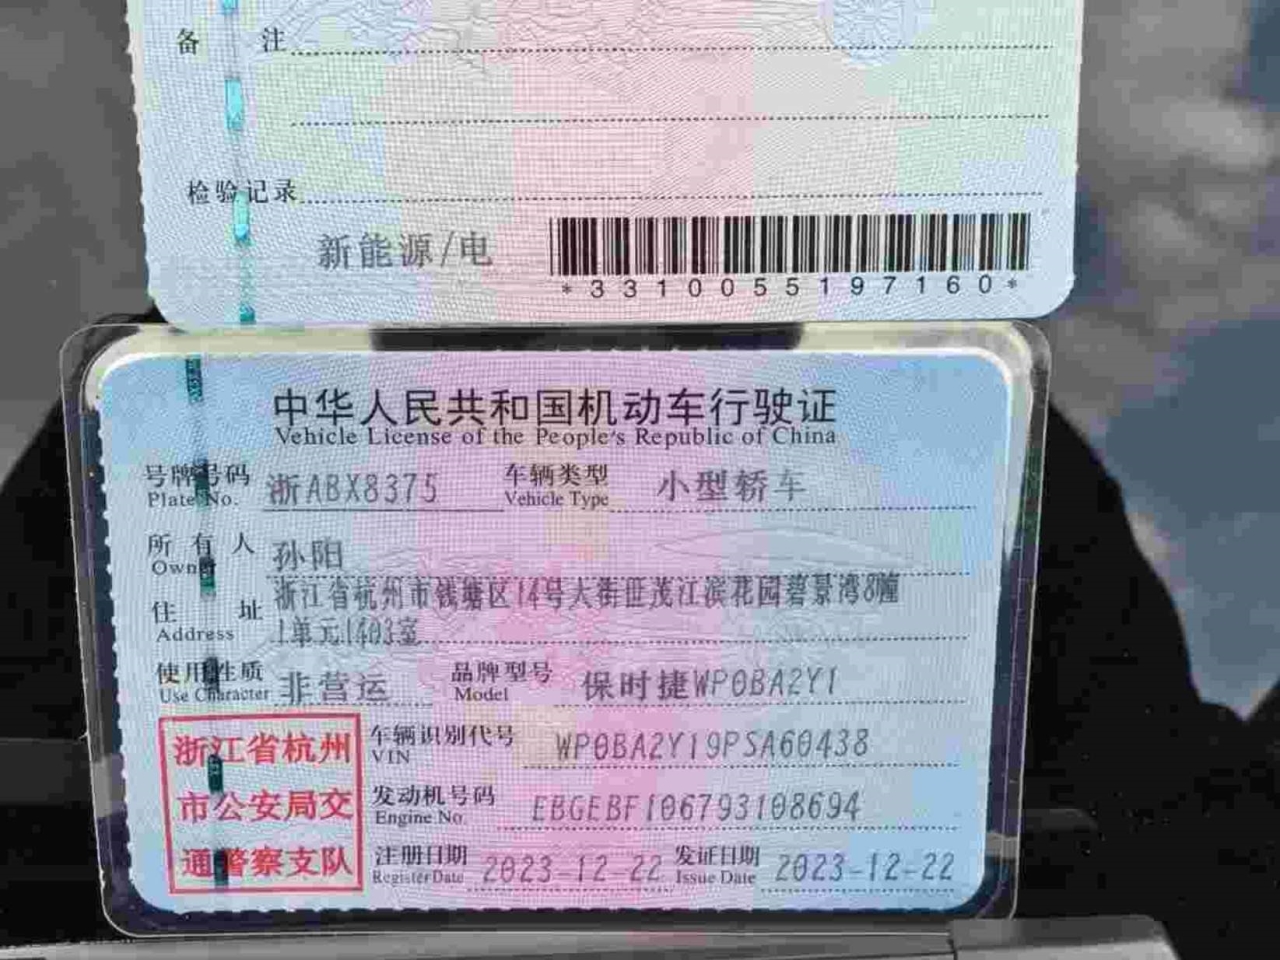 备 注
检验记录
新能源/电
*331005519 7160*
中华人民共和国机动车行驶证
Vehicle License of the People's Republic of China
号牌号码 浙ABX8375 车辆类型 小型轿车
Plate No. Vehicle Type
所有人 孙阳
Owner
住 址 浙江省杭州市钱塘区14号大街世茂江滨花园碧景湾8幢
Address 1单元1403室
使用性质 非营运 品牌型号 保时捷WP0BA2Y1
Use Character Model
浙江省杭州 车辆识别代号 WP0BA2Y19PSA60438
VIN
市公安局交 发动机号码 EBGEBF106793108694
Engine No.
通警察支队 注册日期 2023-12-22 发证日期 2023-12-22
Register Date Issue Date